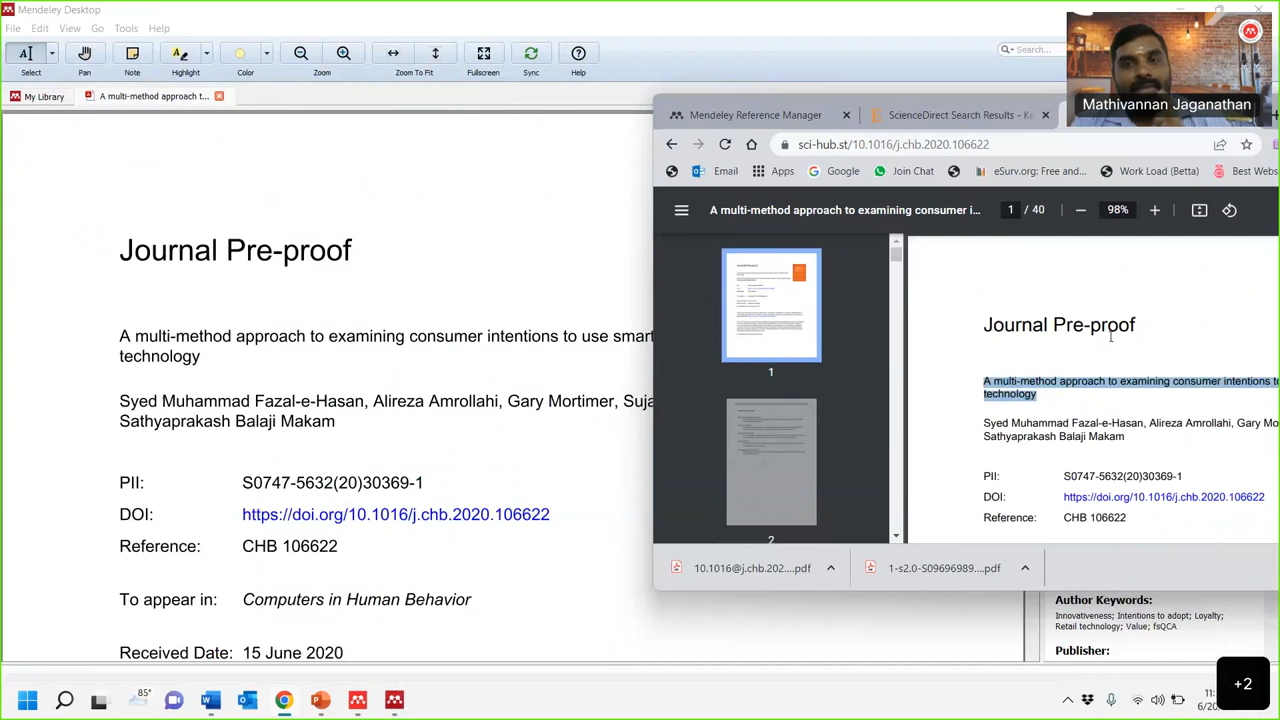 Mendeley Desktop
File Edit View Go Tools Help
Select Pan Note Highlight Color Zoom Zoom To Fit Fullscreen Sync Help
Search...
My Library A multi-method approach t...
Journal Pre-proof
A multi-method approach to examining consumer intentions to use smart
technology
Syed Muhammad Fazal-e-Hasan, Alireza Amrollahi, Gary Mortimer, Suja
Sathyaprakash Balaji Makam
PII: S0747-5632(20)30369-1
DOI: https://doi.org/10.1016/j.chb.2020.106622
Reference: CHB 106622
To appear in: Computers in Human Behavior
Received Date: 15 June 2020
Mathivannan Jaganathan
Mendeley Reference Manager ScienceDirect Search Results - Ke
sci-hub.st/10.1016/j.chb.2020.106622
Email Apps Google Join Chat eSurv.org: Free and... Work Load (Betta) Best Webs
A multi-method approach to examining consumer i... 1 / 40 98%
1
2
Journal Pre-proof
A multi-method approach to examining consumer intentions to
technology
Syed Muhammad Fazal-e-Hasan, Alireza Amrollahi, Gary Mo
Sathyaprakash Balaji Makam
PII: S0747-5632(20)30369-1
DOI: https://doi.org/10.1016/j.chb.2020.106622
Reference: CHB 106622
10.1016@j.chb.202....pdf 1-s2.0-S09696989....pdf
Author Keywords:
Innovativeness; Intentions to adopt; Loyalty;
Retail technology; Value; fsQCA
Publisher:
85°
11:
6/20
+2